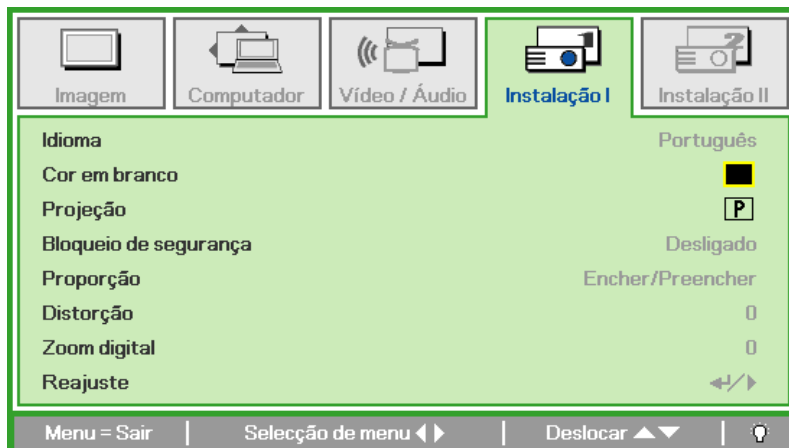 Imagem Computador Vídeo / Áudio Instalação I Instalação II
Idioma Português
Cor em branco
Projeção P
Bloqueio de segurança Desligado
Proporção Encher/Preencher
Distorção 0
Zoom digital 0
Reajuste
Menu = Sair Selecção de menu Deslocar